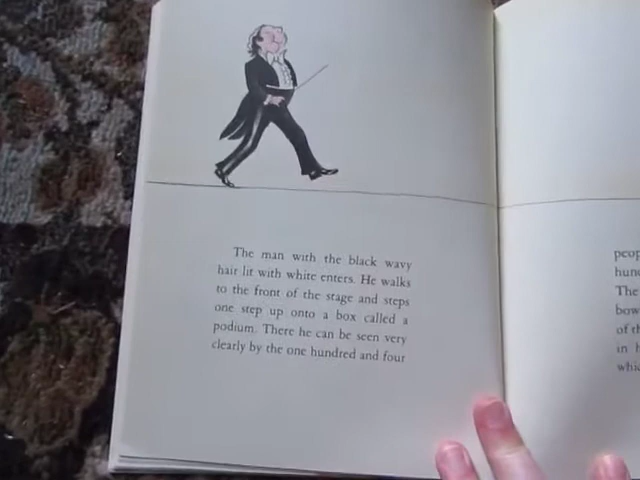 The man with the black wavy
hair lit with white enters. He walks
to the front of the stage and steps
one step up onto a box called a
podium. There he can be seen very
clearly by the one hundred and four
The
in